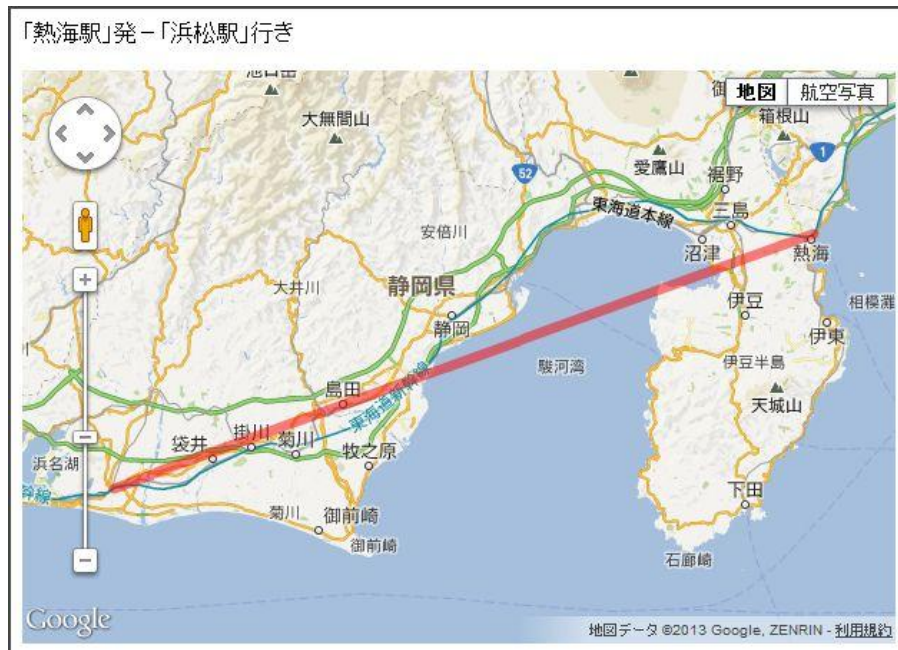 「熱海駅」発－「浜松駅」行き
地図
航空写真
大無間山
箱根山
愛鷹山
52
1
裾野
東海道本線
三島
安倍川
沼津
熱海
静岡県
大井川
伊豆
相模灘
静岡
伊東
駿河湾
伊豆半島
島田
東海道新幹線
天城山
掛川
菊川
袋井
牧之原
浜名湖
幹線
下田
菊川
御前崎
御前崎
石廊崎
Google
地図データ ©2013 Google, ZENRIN - 利用規約